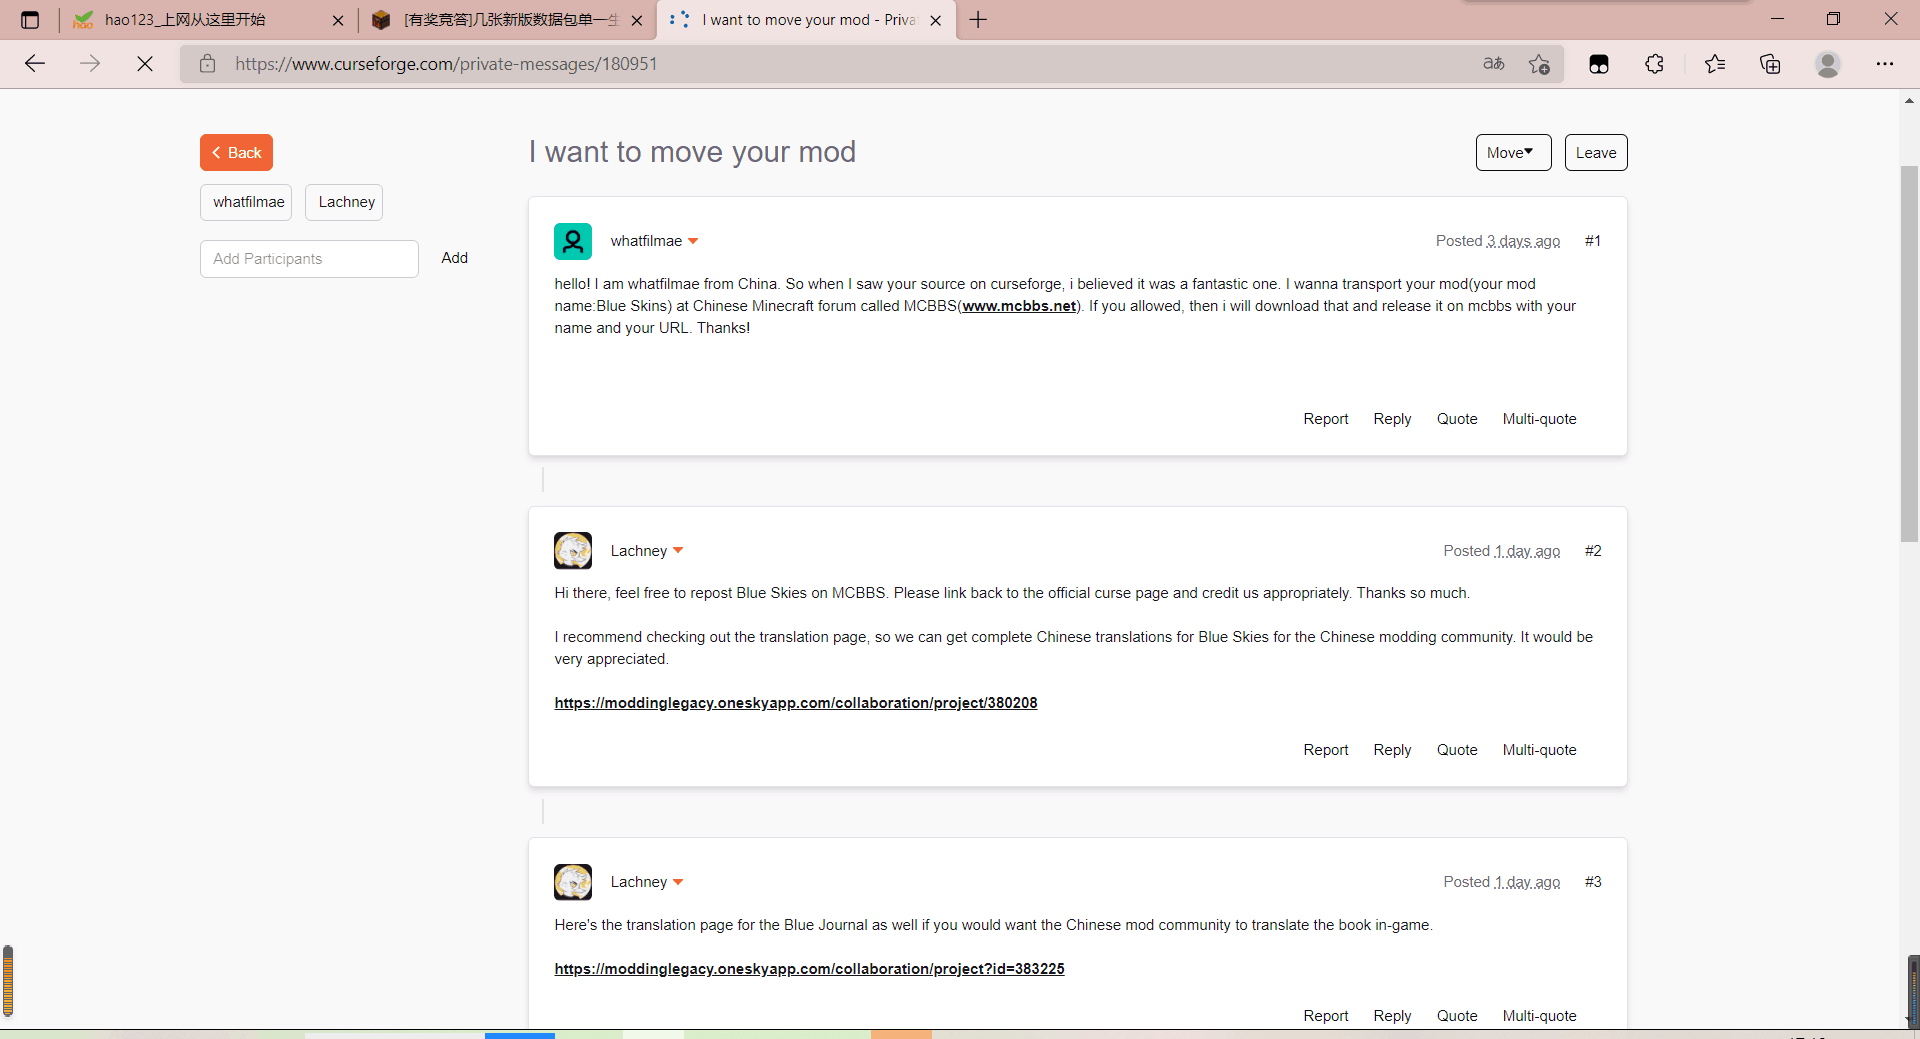 hao123_上网从这里开始
[有奖竞答]几张新版数据包单一生
I want to move your mod - Priva
https://www.curseforge.com/private-messages/180951
aあ
Back
I want to move your mod
Move
Leave
whatfilmae
Lachney
Add Participants
Add
whatfilmae
Posted 3 days ago
#1
hello! I am whatfilmae from China. So when I saw your source on curseforge, i believed it was a fantastic one. I wanna transport your mod(your mod
name:Blue Skins) at Chinese Minecraft forum called MCBBS(www.mcbbs.net). If you allowed, then i will download that and release it on mcbbs with your
name and your URL. Thanks!
Report Reply Quote Multi-quote
Lachney
Posted 1 day ago
#2
Hi there, feel free to repost Blue Skies on MCBBS. Please link back to the official curse page and credit us appropriately. Thanks so much.
I recommend checking out the translation page, so we can get complete Chinese translations for Blue Skies for the Chinese modding community. It would be
very appreciated.
https://moddinglegacy.oneskyapp.com/collaboration/project/380208
Report Reply Quote Multi-quote
Lachney
Posted 1 day ago
#3
Here's the translation page for the Blue Journal as well if you would want the Chinese mod community to translate the book in-game.
https://moddinglegacy.oneskyapp.com/collaboration/project?id=383225
Report Reply Quote Multi-quote